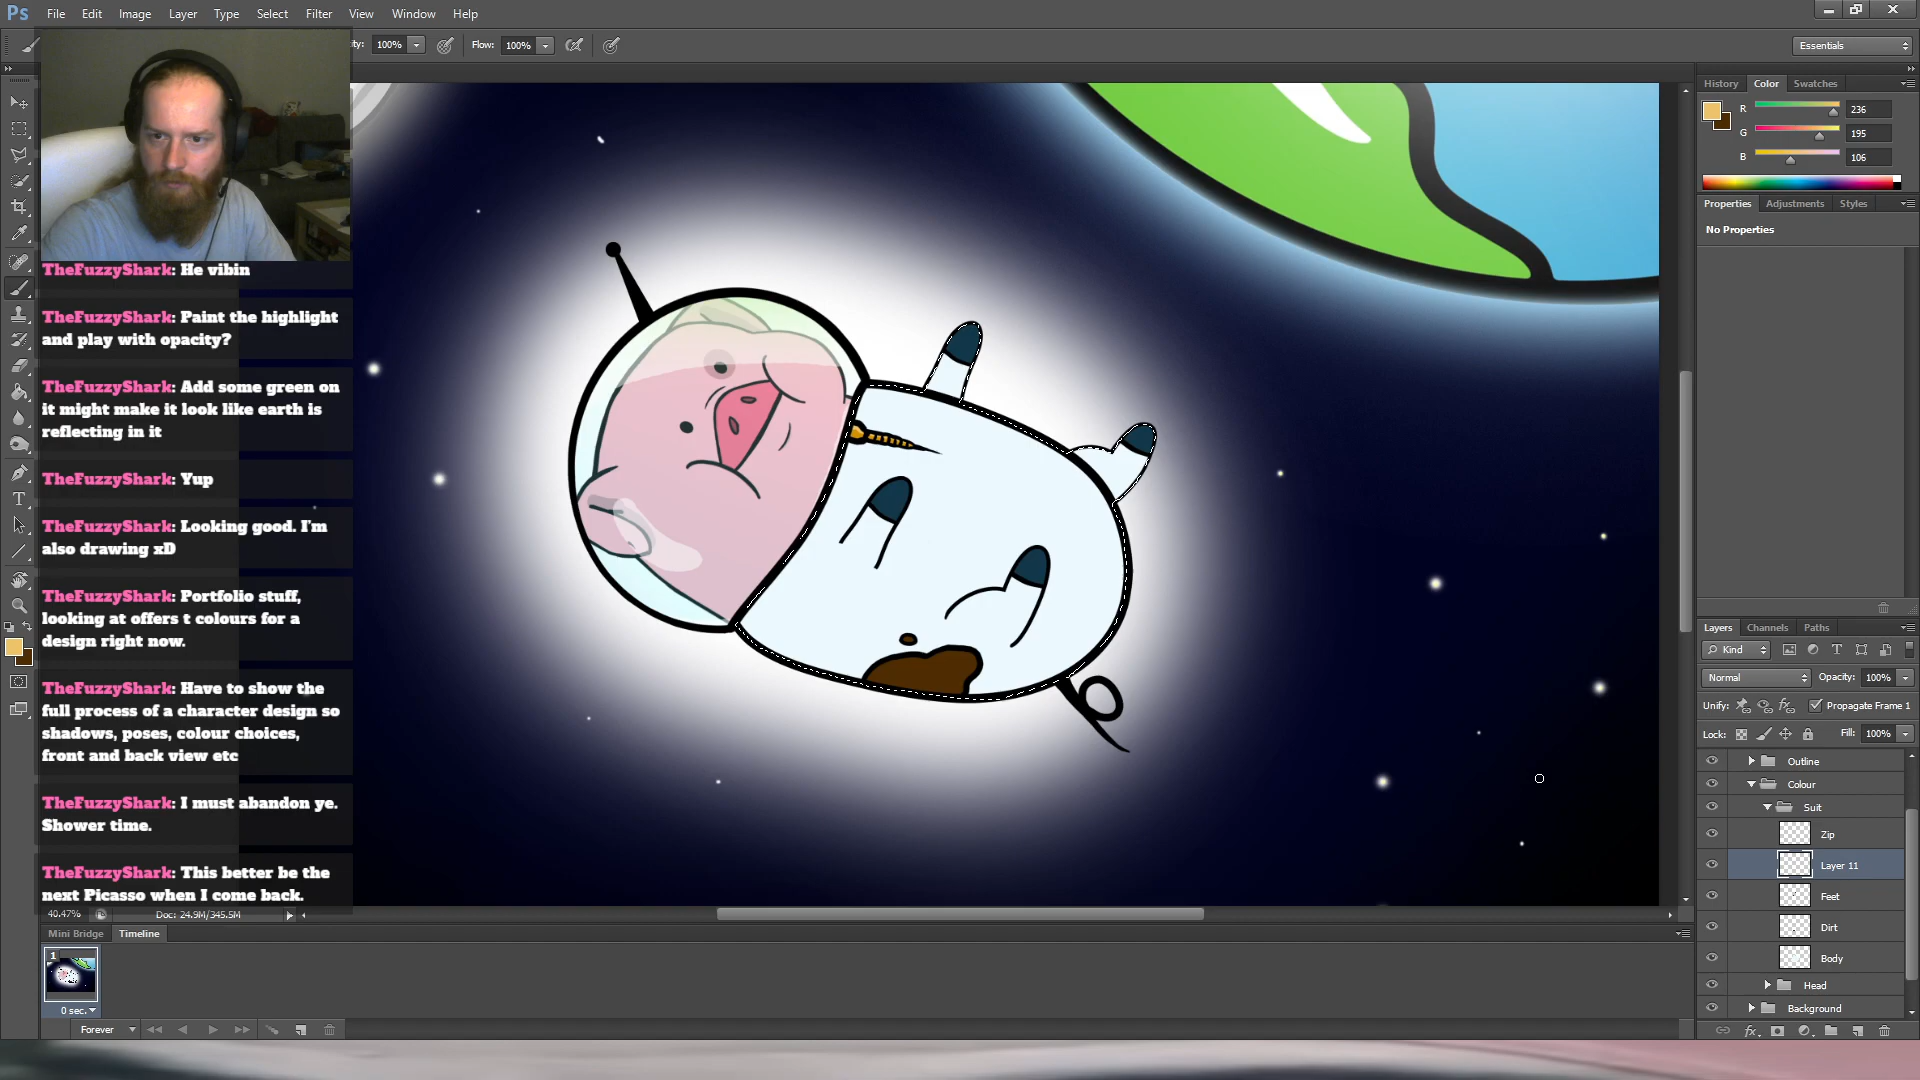 Ps File Edit Image Layer Type Select Filter View Window Help
ity: 100% Flow: 100% Essentials
History Color Swatches
R 236
G 195
B 106
Properties Adjustments Styles
No Properties
TheFuzzyShark: He vibin
TheFuzzyShark: Paint the highlight
and play with opacity?
TheFuzzyShark: Add some green on
it might make it look like earth is
reflecting in it
TheFuzzyShark: Yup
TheFuzzyShark: Looking good. I'm
also drawing xD
TheFuzzyShark: Portfolio stuff,
looking at offers t colours for a
design right now.
TheFuzzyShark: Have to show the
full process of a character design so
shadows, poses, colour choices,
front and back view etc
TheFuzzyShark: I must abandon ye.
Shower time.
TheFuzzyShark: This better be the
next Picasso when I come back.
Layers Channels Paths
Kind
Normal Opacity: 100%
Unify: Propagate Frame 1
Lock: Fill: 100%
Outline
Colour
Suit
Zip
Layer 11
Feet
Dirt
Body
Head
Background
40.47% Doc: 24.9M/345.5M
Mini Bridge Timeline
1
0 sec.
Forever